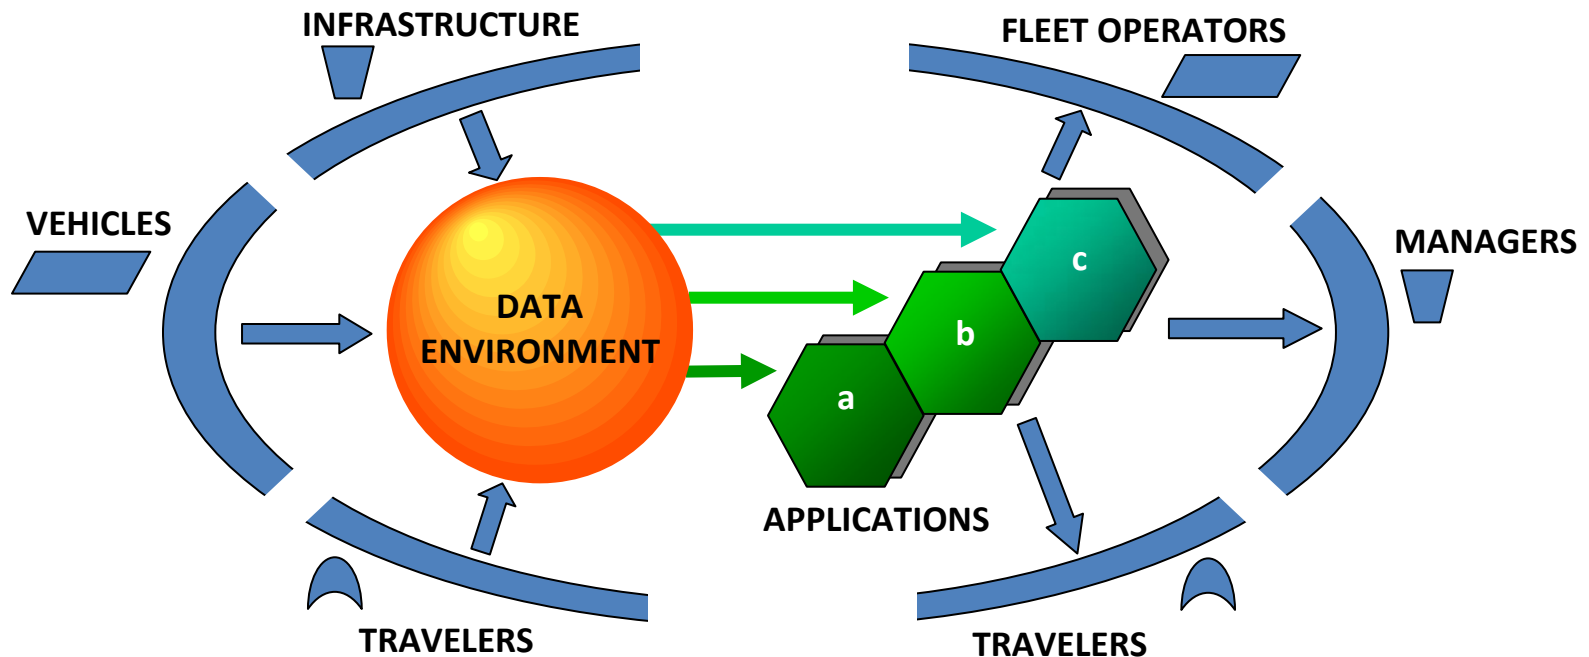 INFRASTRUCTURE
FLEET OPERATORS
VEHICLES
MANAGERS
DATA
ENVIRONMENT
c
b
a
APPLICATIONS
TRAVELERS
TRAVELERS